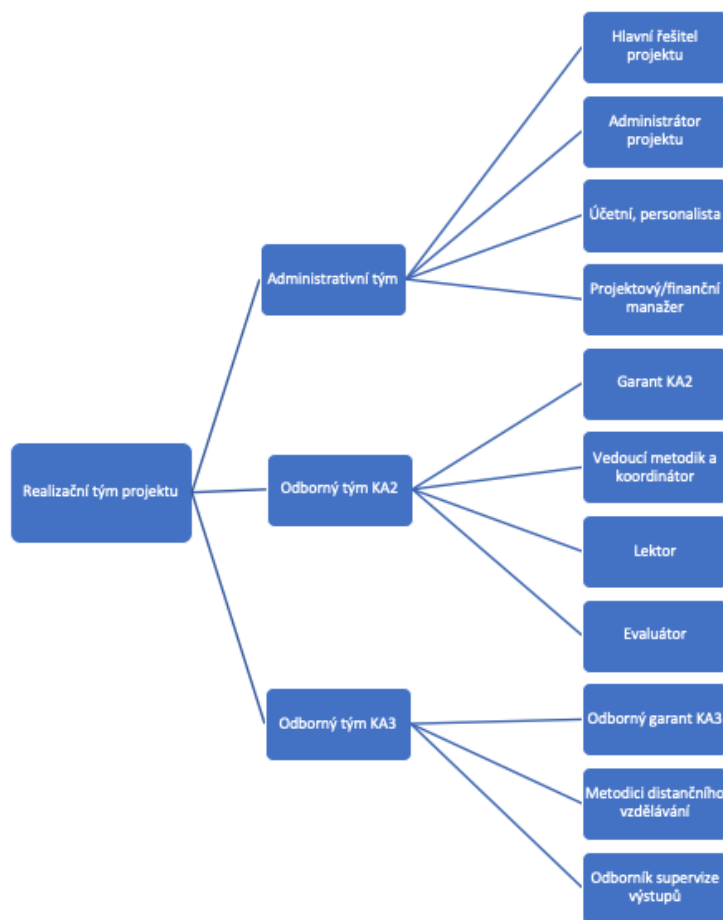 Hlavní řešitel
projektu
Administrátor
projektu
Účetní, personalista
Administrativní tým
Projektový/finanční
manažer
Garant KA2
Vedoucí metodik a
koordinátor
Realizační tým projektu
Odborný tým KA2
Lektor
Evaluátor
Odborný tým KA3
Odborný garant KA3
Metodici distančního
vzdělávání
Odborník supervize
výstupů